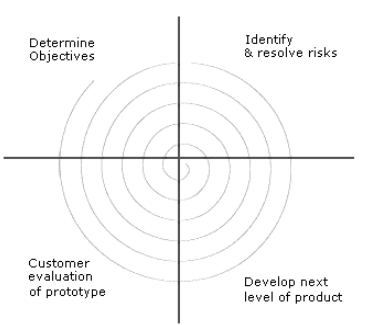 Determine
Objectives
Identify
& resolve risks
Customer
evaluation
of prototype
Develop next
level of product